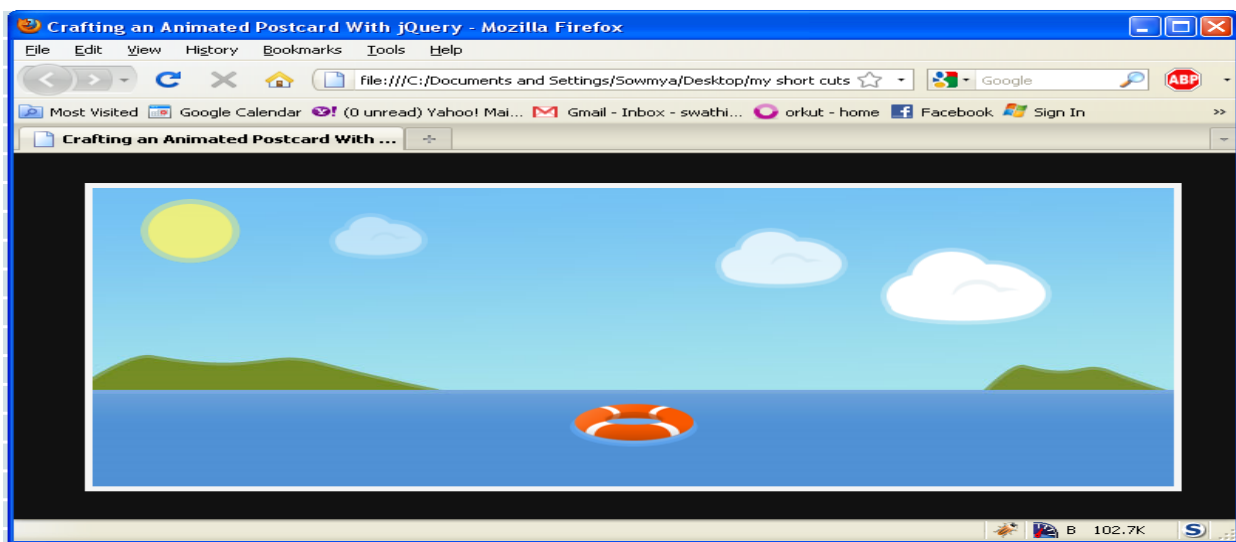 Crafting an Animated Postcard With jQuery - Mozilla Firefox
File Edit View History Bookmarks Tools Help
file:///C:/Documents and Settings/Sowmya/Desktop/my short cuts Google ABP
Most Visited Google Calendar (0 unread) Yahoo! Mai... Gmail - Inbox - swathi... orkut - home Facebook Sign In »
Crafting an Animated Postcard With ...
B 102.7K S